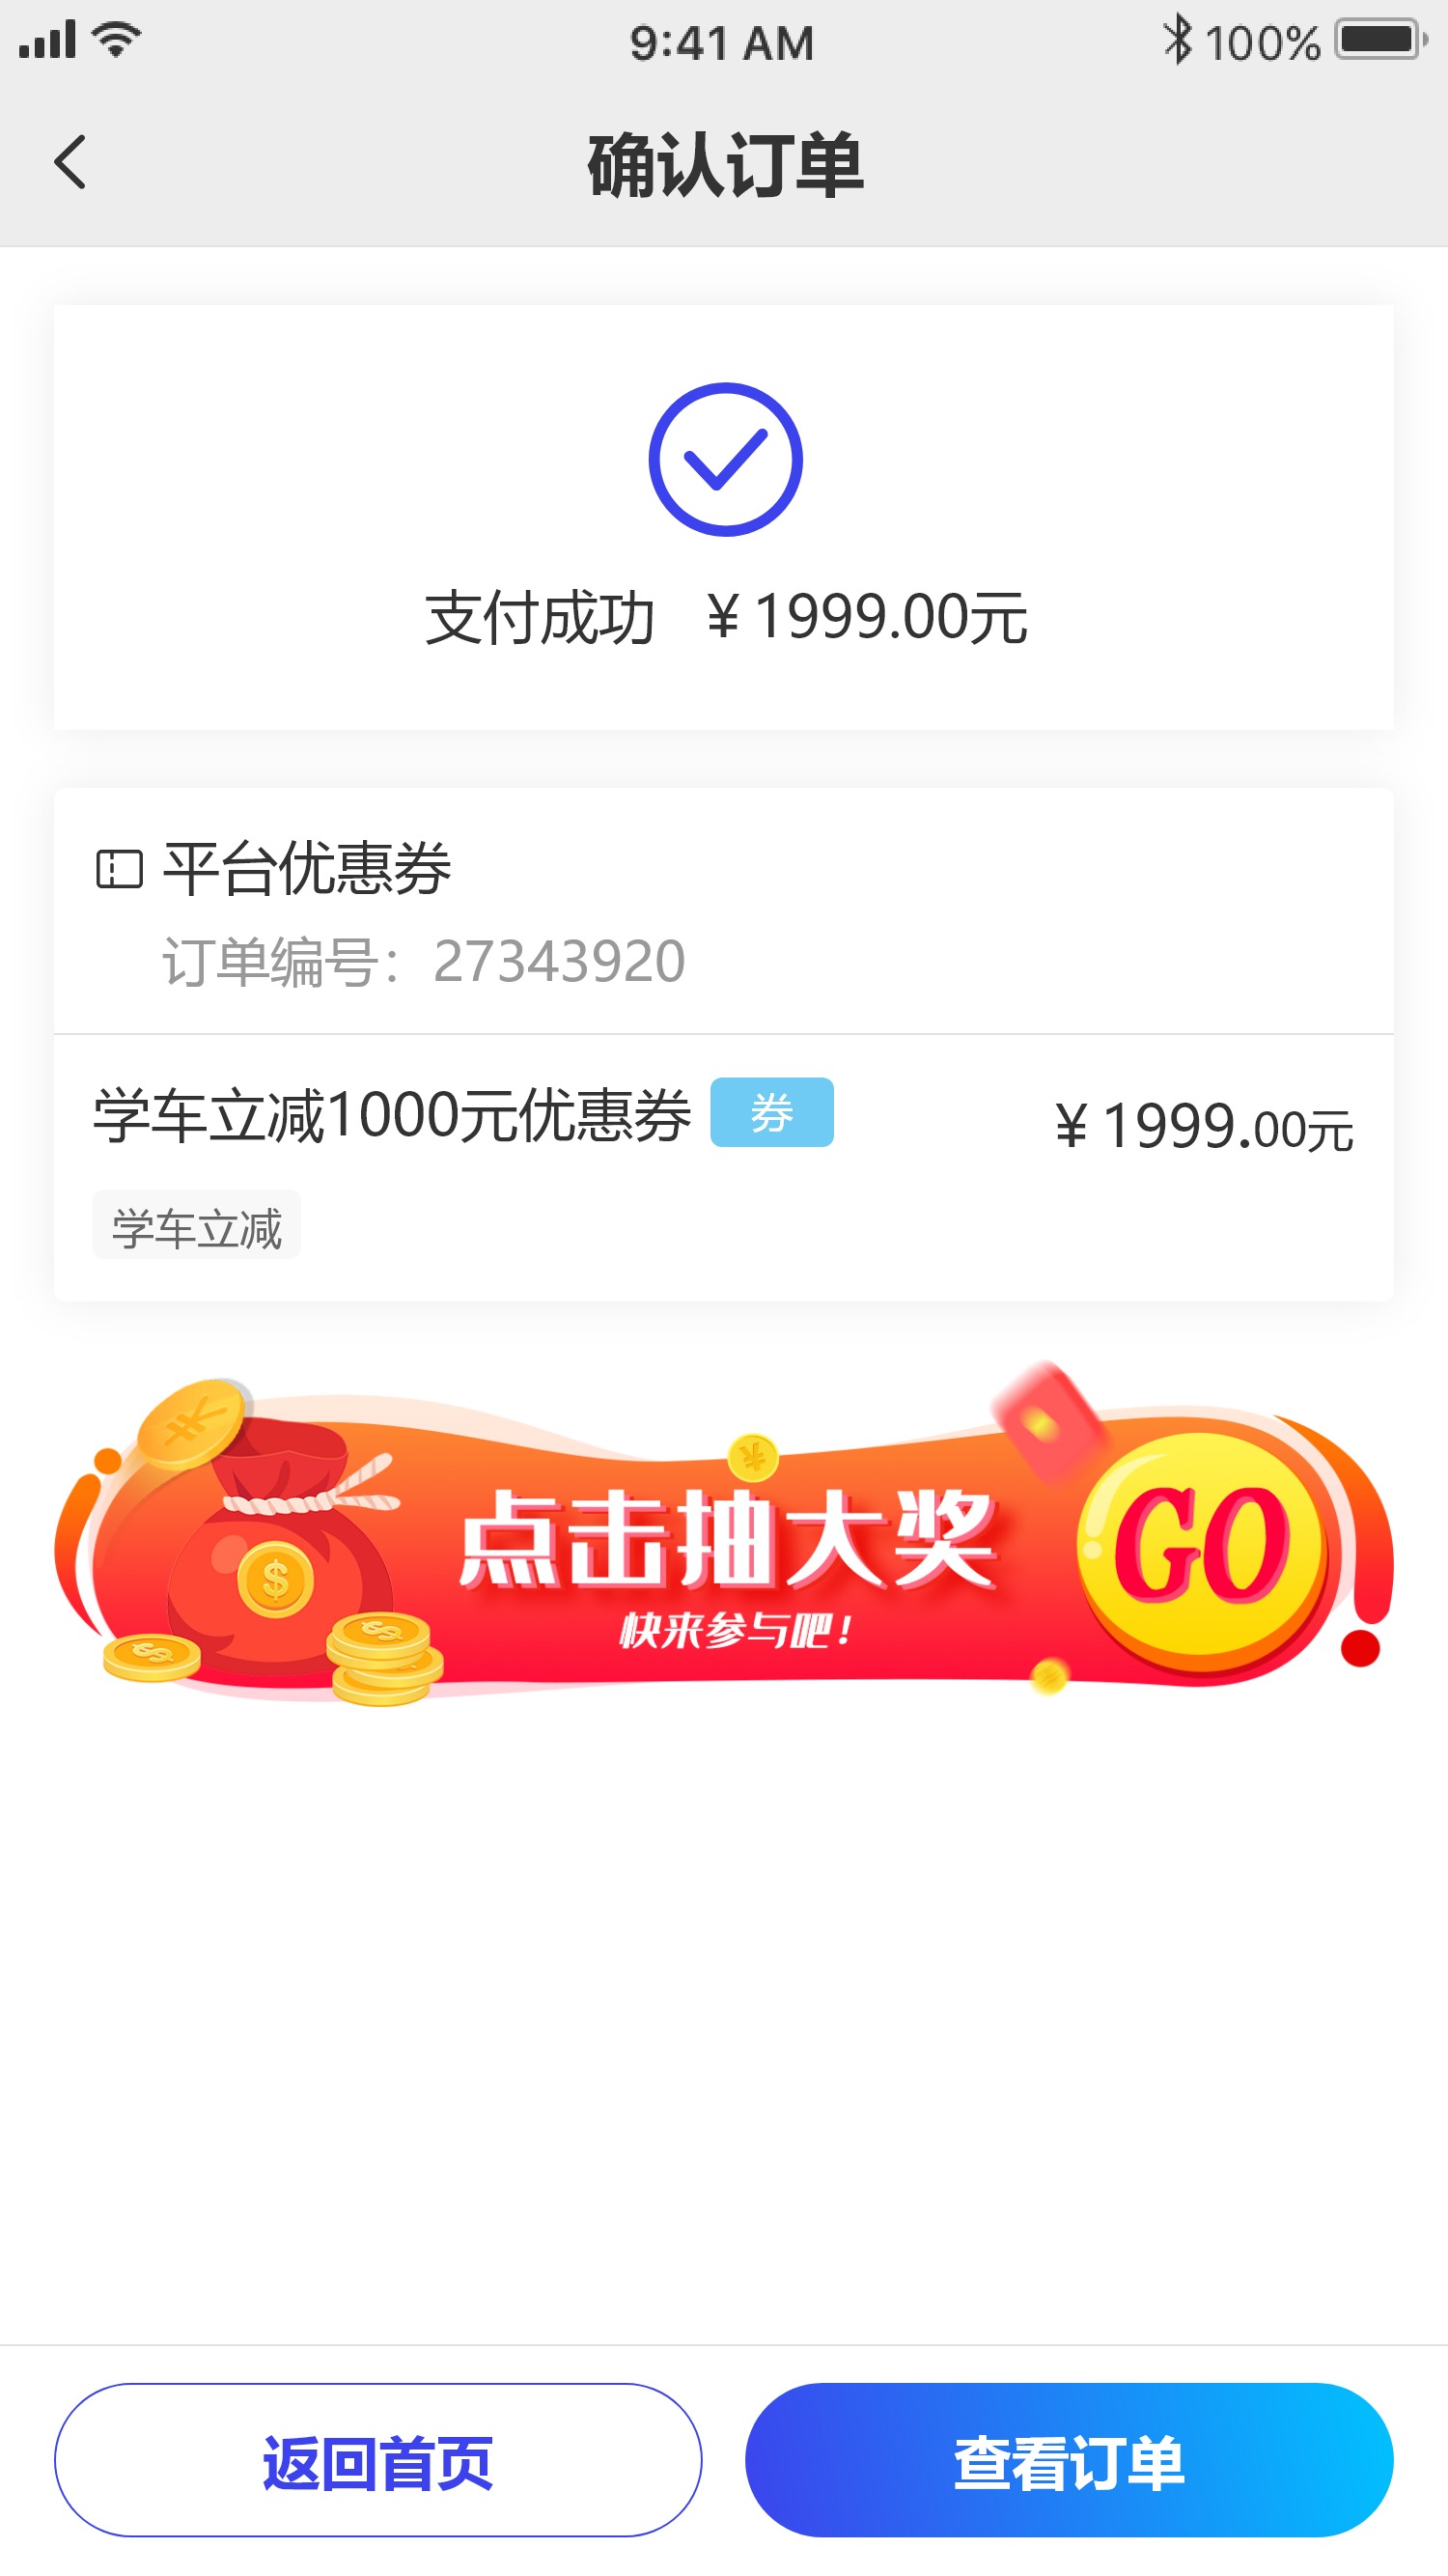 9:41 AM
100%
确认订单
支付成功 ￥1999.00元
平台优惠券
订单编号：27343920
学车立减1000元优惠券 券 ￥1999.00元
学车立减
点击抽大奖
GO
快来参与吧！
返回首页 查看订单